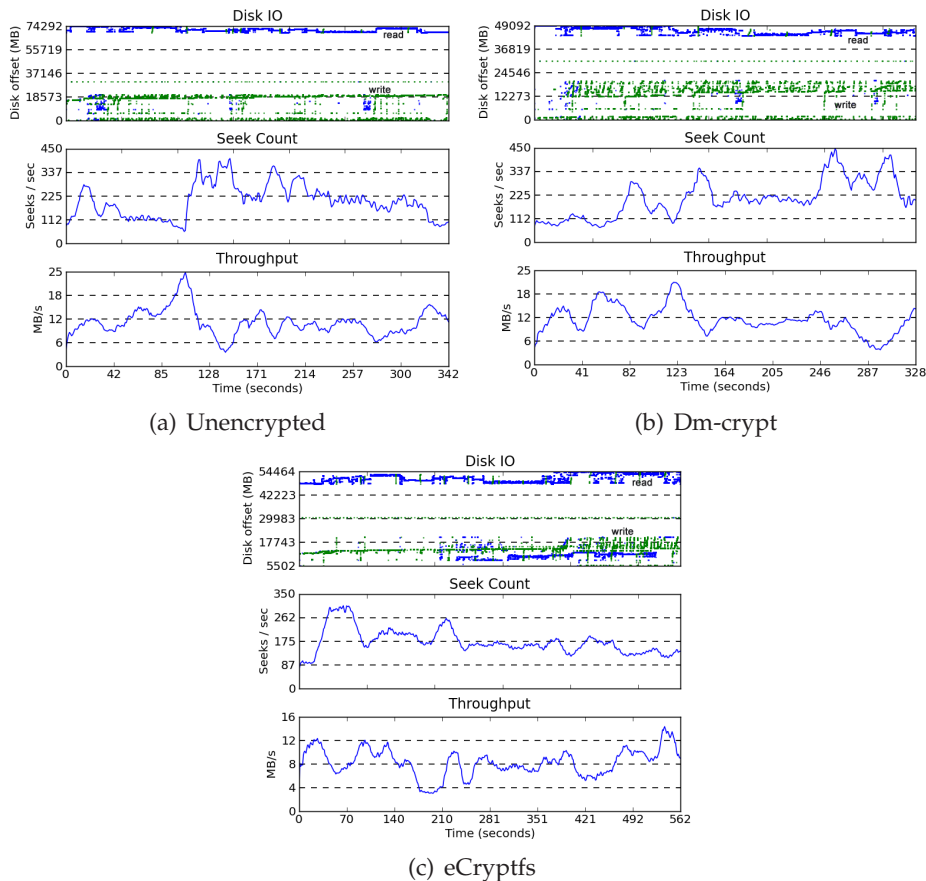 Disk IO
Disk offset (MB)
74292
55719
37146
18573
0
read
write
Seek Count
Seeks / sec
450
337
225
112
0
Throughput
MB/s
25
18
12
6
0
0 42 85 128 171 214 257 300 342
Time (seconds)
(a) Unencrypted
Disk IO
Disk offset (MB)
49092
36819
24546
12273
0
read
write
Seek Count
Seeks / sec
450
337
225
112
0
Throughput
MB/s
25
18
12
6
0
0 41 82 123 164 205 246 287 328
Time (seconds)
(b) Dm-crypt
Disk IO
Disk offset (MB)
54464
42223
29983
17743
5502
read
write
Seek Count
Seeks / sec
350
262
175
87
0
Throughput
MB/s
16
12
8
4
0
0 70 140 210 281 351 421 492 562
Time (seconds)
(c) eCryptfs